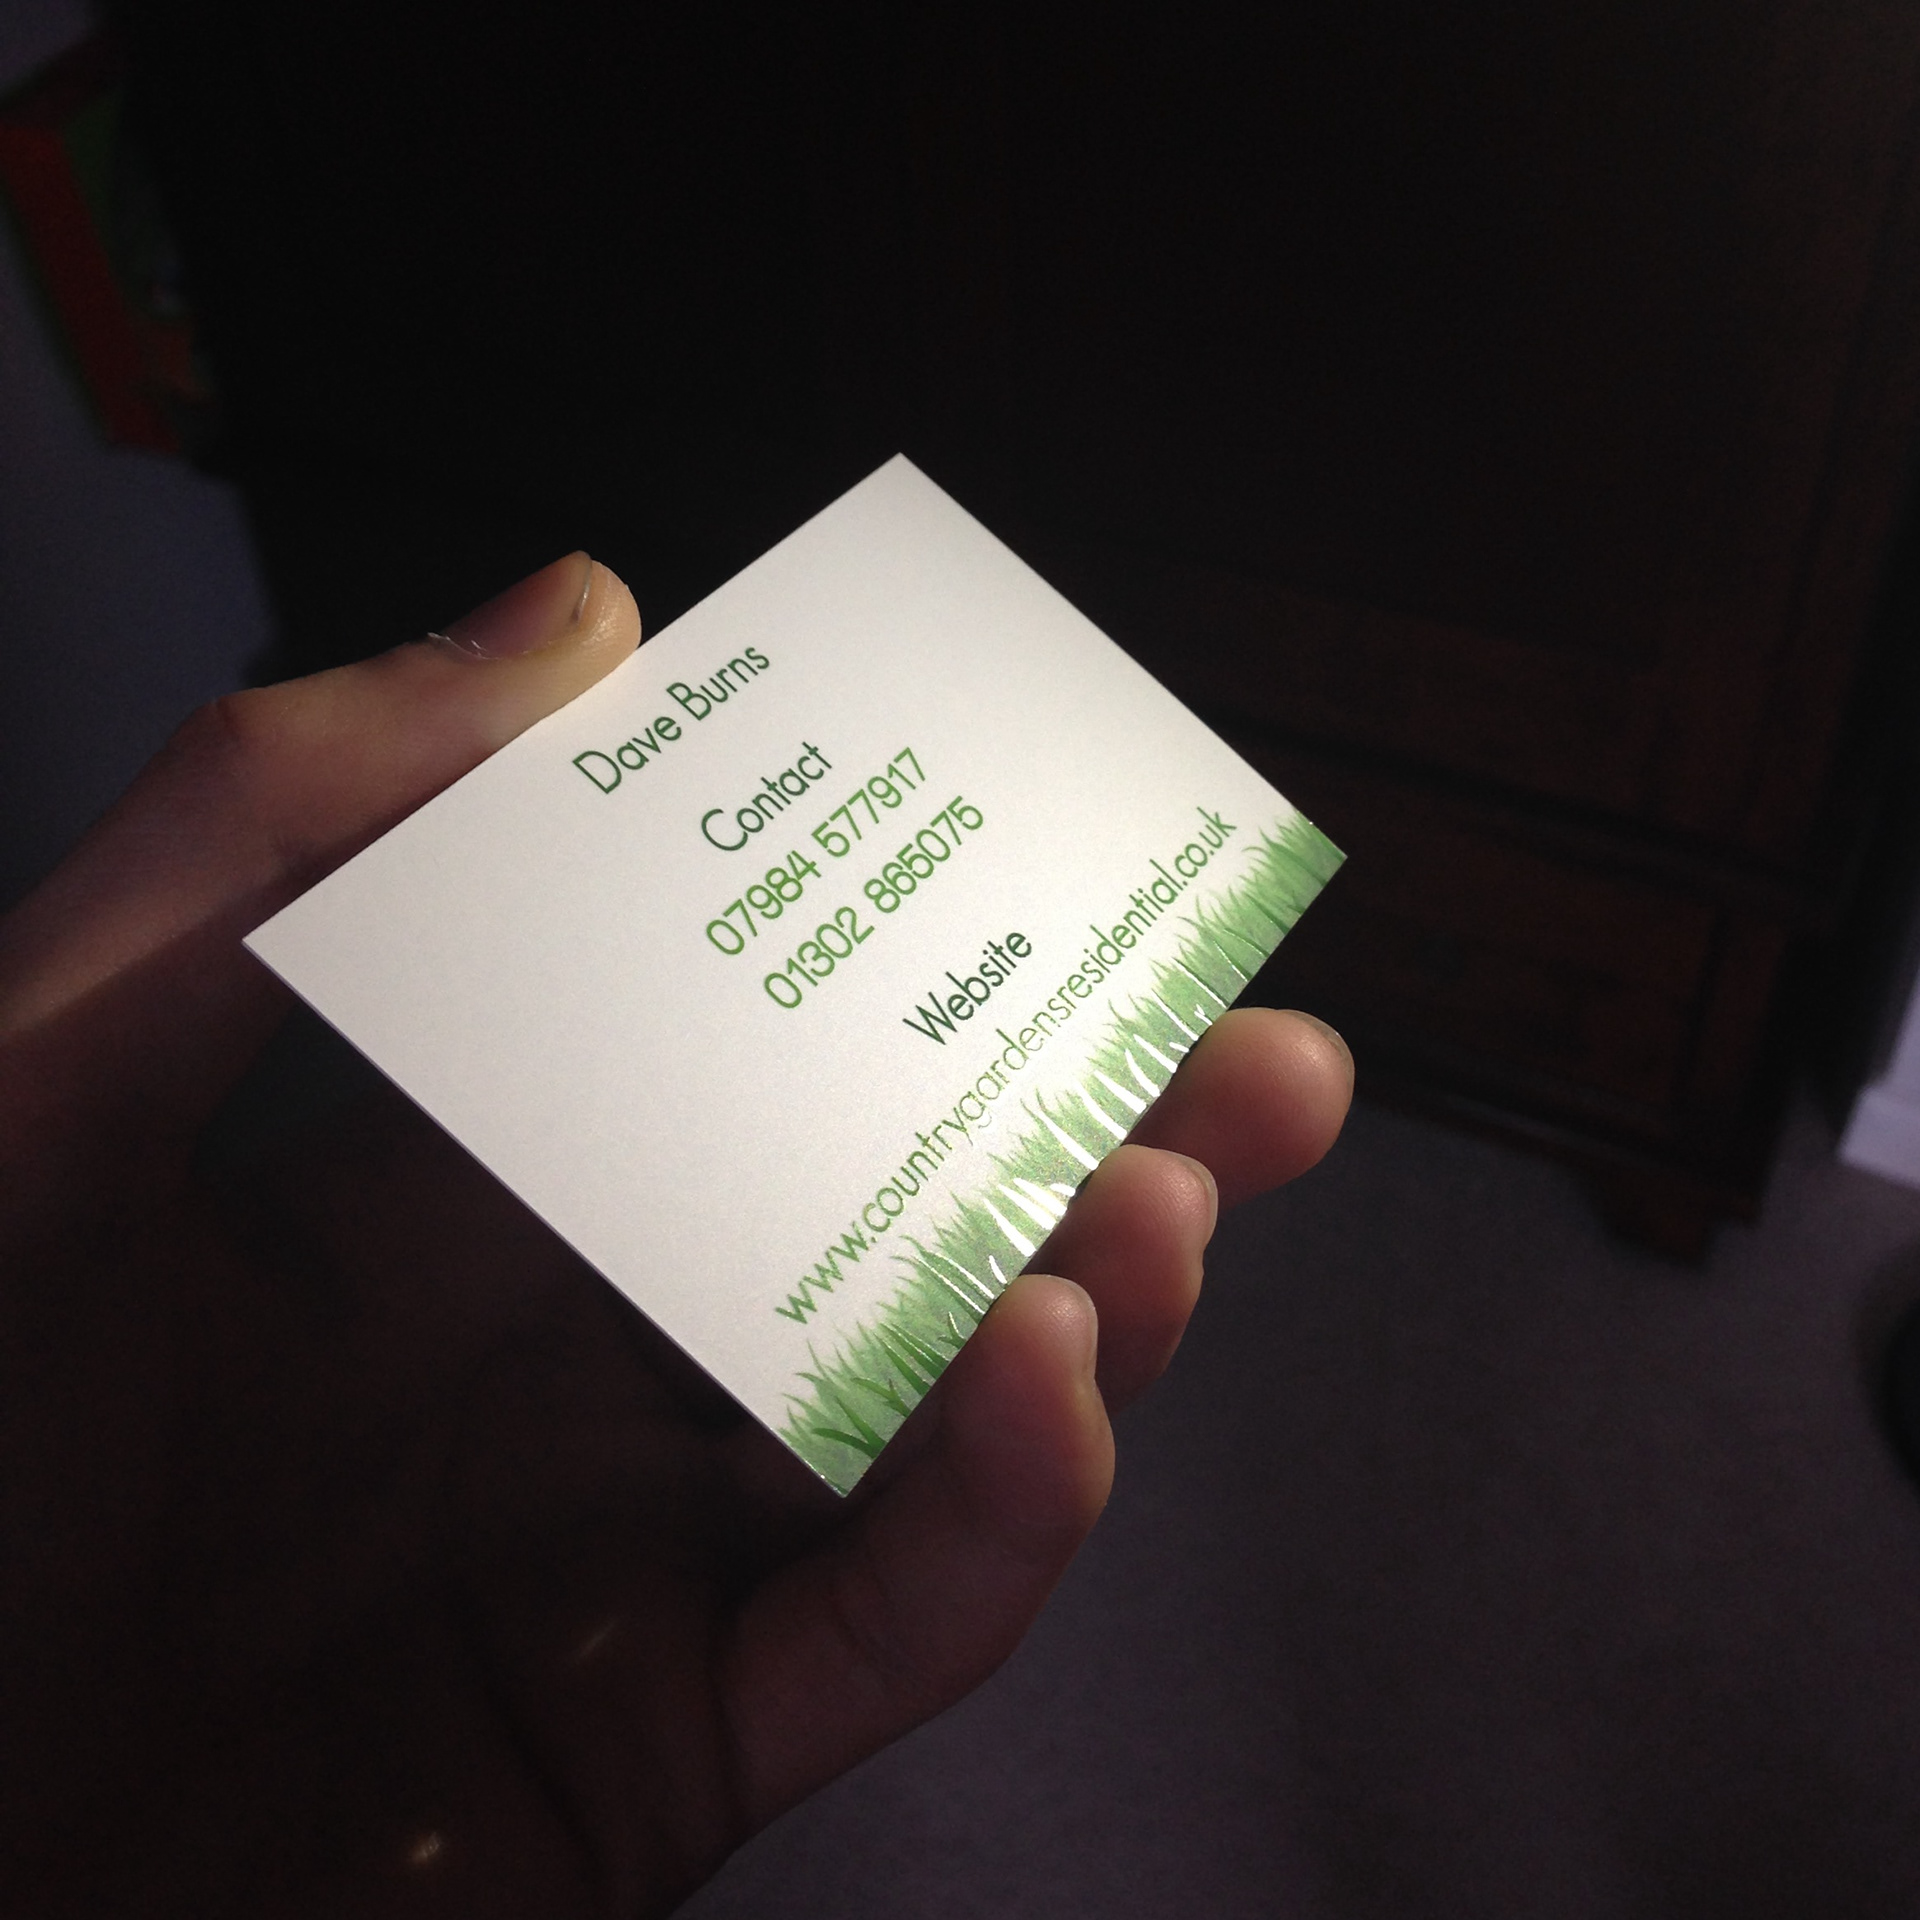 Dave Burns
Contact
07984 577917
01302 865075
Website
www.countrygardensresidential.co.uk